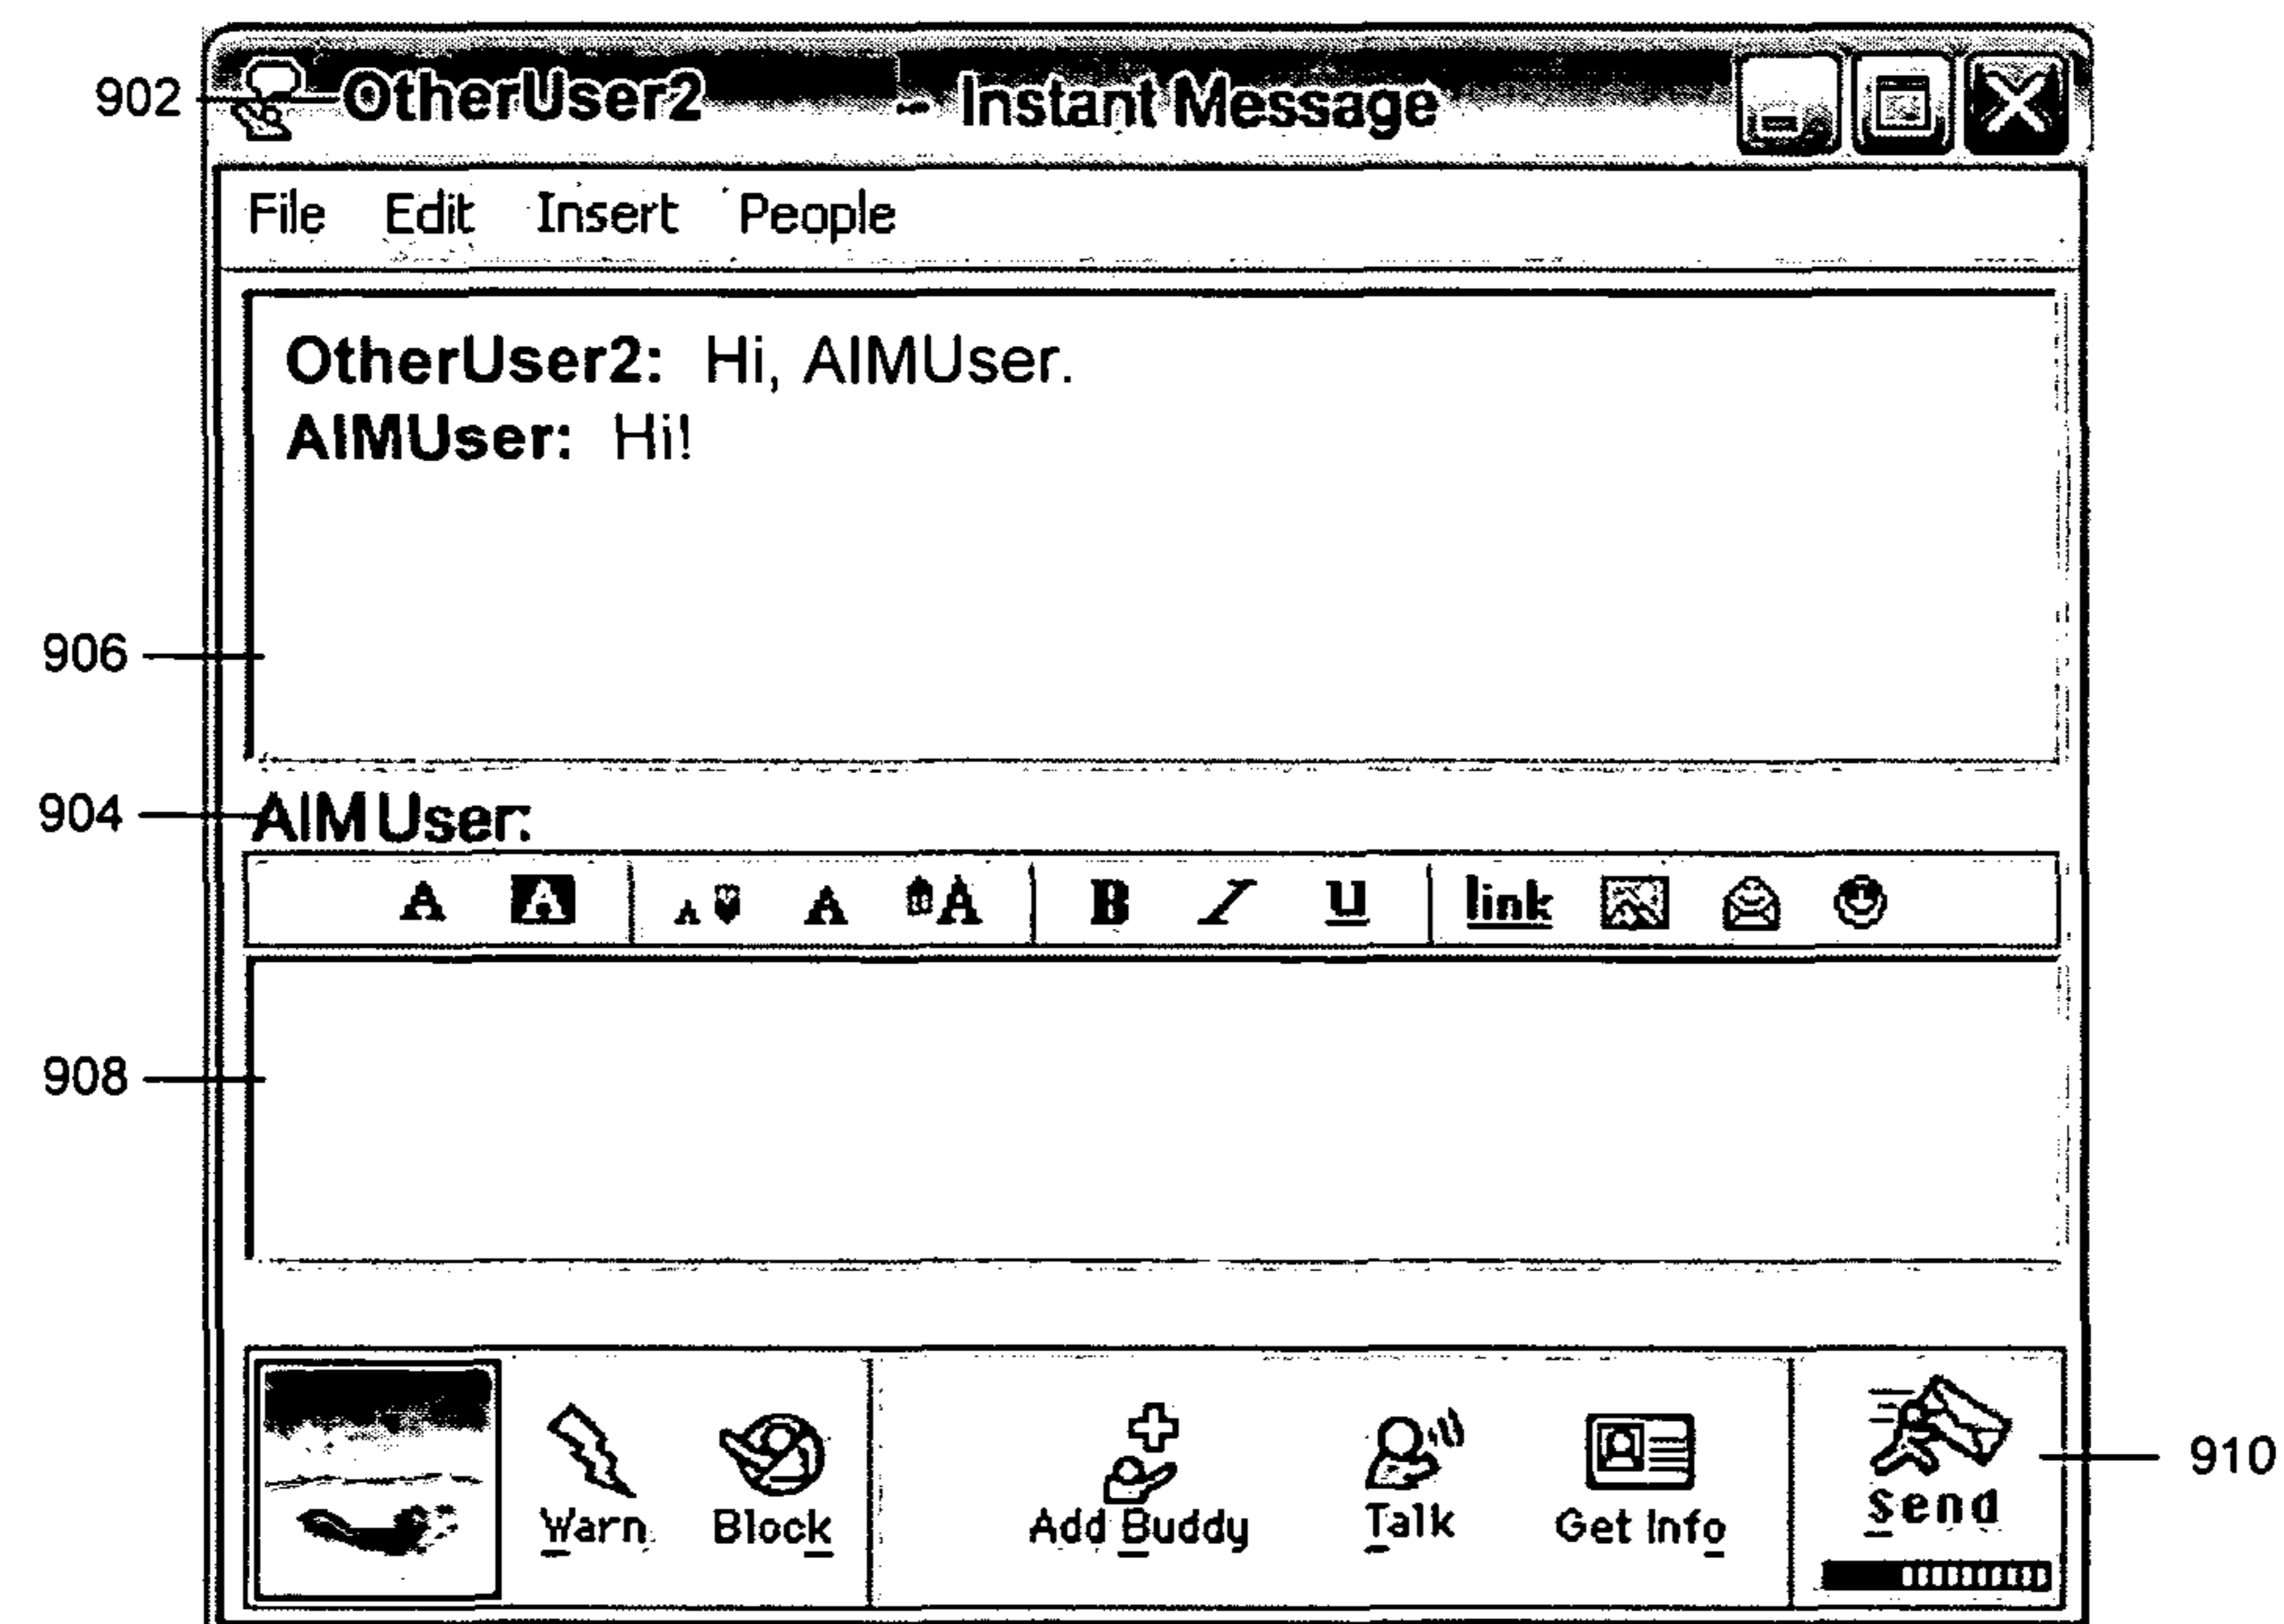 902 OtherUser2 - Instant Message
File Edit Insert People
OtherUser2: Hi, AIMUser.
AIMUser: Hi!
906
904 AIMUser:
A A A A A B I U link
908
Warn Block Add Buddy Talk Get Info Send 910